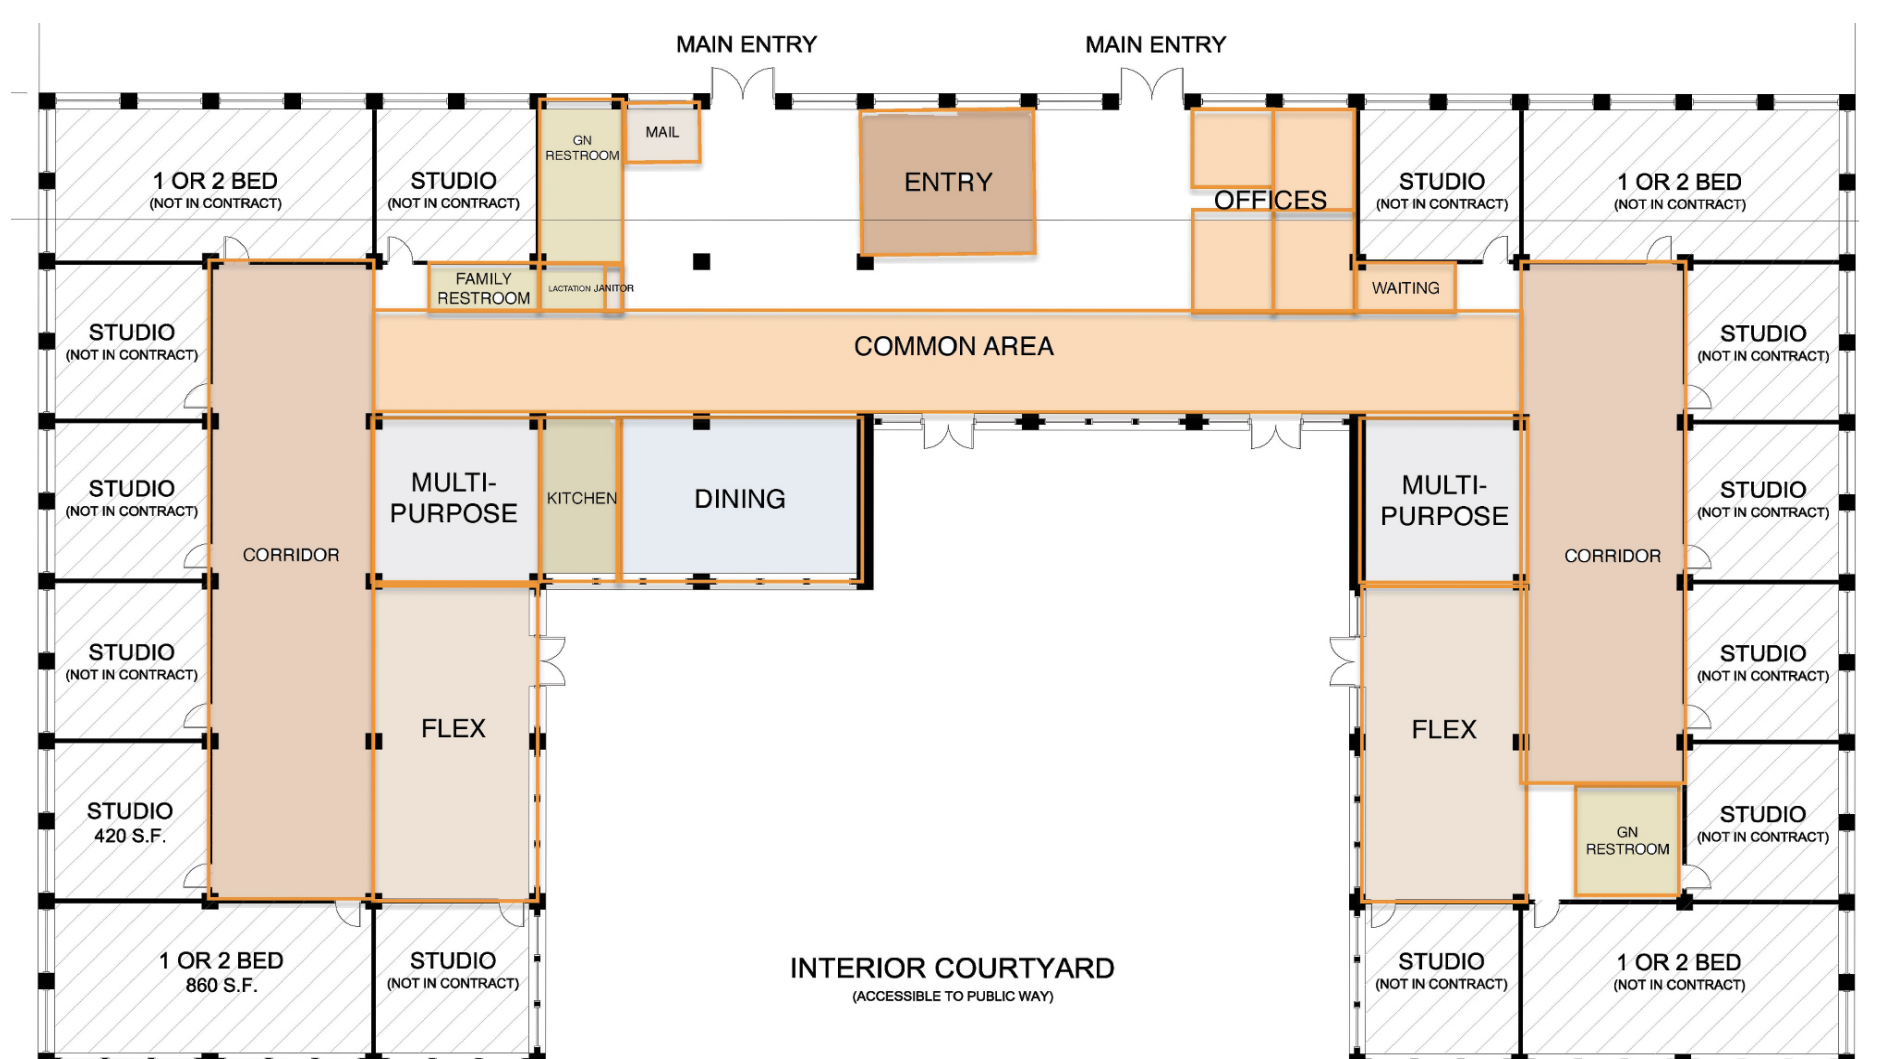 MAIN ENTRY
MAIN ENTRY
GN
RESTROOM
MAIL
1 OR 2 BED
(NOT IN CONTRACT)
STUDIO
(NOT IN CONTRACT)
ENTRY
OFFICES
STUDIO
(NOT IN CONTRACT)
1 OR 2 BED
(NOT IN CONTRACT)
FAMILY
RESTROOM
LACTATION
JANITOR
WAITING
STUDIO
(NOT IN CONTRACT)
COMMON AREA
STUDIO
(NOT IN CONTRACT)
STUDIO
(NOT IN CONTRACT)
MULTI-
PURPOSE
KITCHEN
DINING
MULTI-
PURPOSE
STUDIO
(NOT IN CONTRACT)
CORRIDOR
CORRIDOR
STUDIO
(NOT IN CONTRACT)
FLEX
FLEX
STUDIO
(NOT IN CONTRACT)
STUDIO
420 S.F.
GN
RESTROOM
STUDIO
(NOT IN CONTRACT)
1 OR 2 BED
860 S.F.
STUDIO
(NOT IN CONTRACT)
INTERIOR COURTYARD
(ACCESSIBLE TO PUBLIC WAY)
STUDIO
(NOT IN CONTRACT)
1 OR 2 BED
(NOT IN CONTRACT)